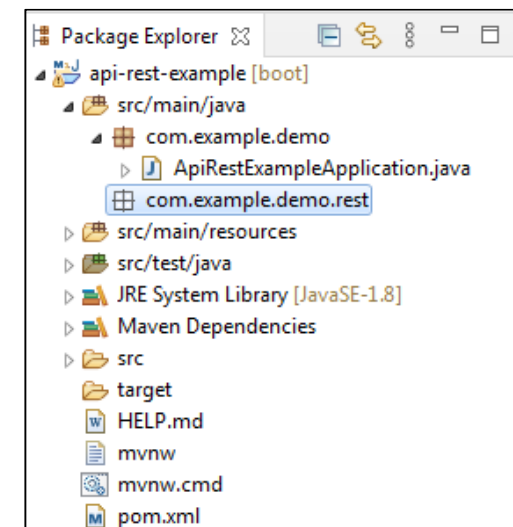 Package Explorer
api-rest-example [boot]
src/main/java
com.example.demo
ApiRestExampleApplication.java
com.example.demo.rest
src/main/resources
src/test/java
JRE System Library [JavaSE-1.8]
Maven Dependencies
src
target
HELP.md
mvnw
mvnw.cmd
pom.xml